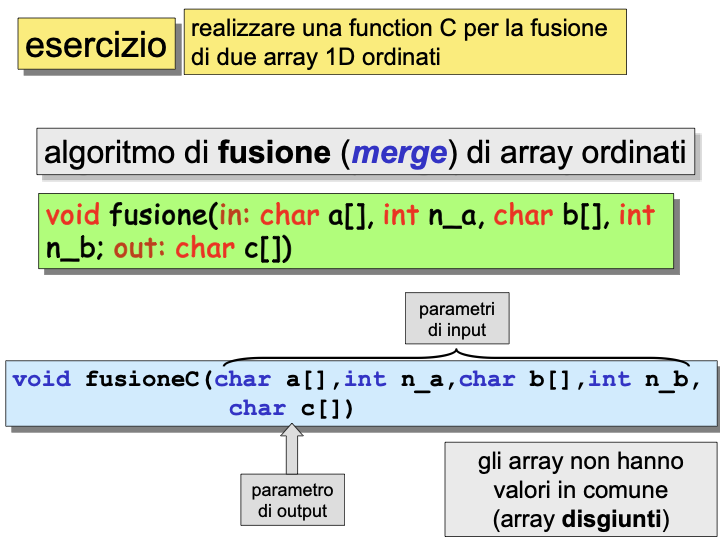 esercizio
realizzare una function C per la fusione
di due array 1D ordinati
algoritmo di fusione (merge) di array ordinati
void fusione(in: char a[], int n_a, char b[], int
n_b; out: char c[])
parametri
di input
void fusioneC(char a[],int n_a,char b[],int n_b,
char c[])
parametro
di output
gli array non hanno
valori in comune
(array disgiunti)